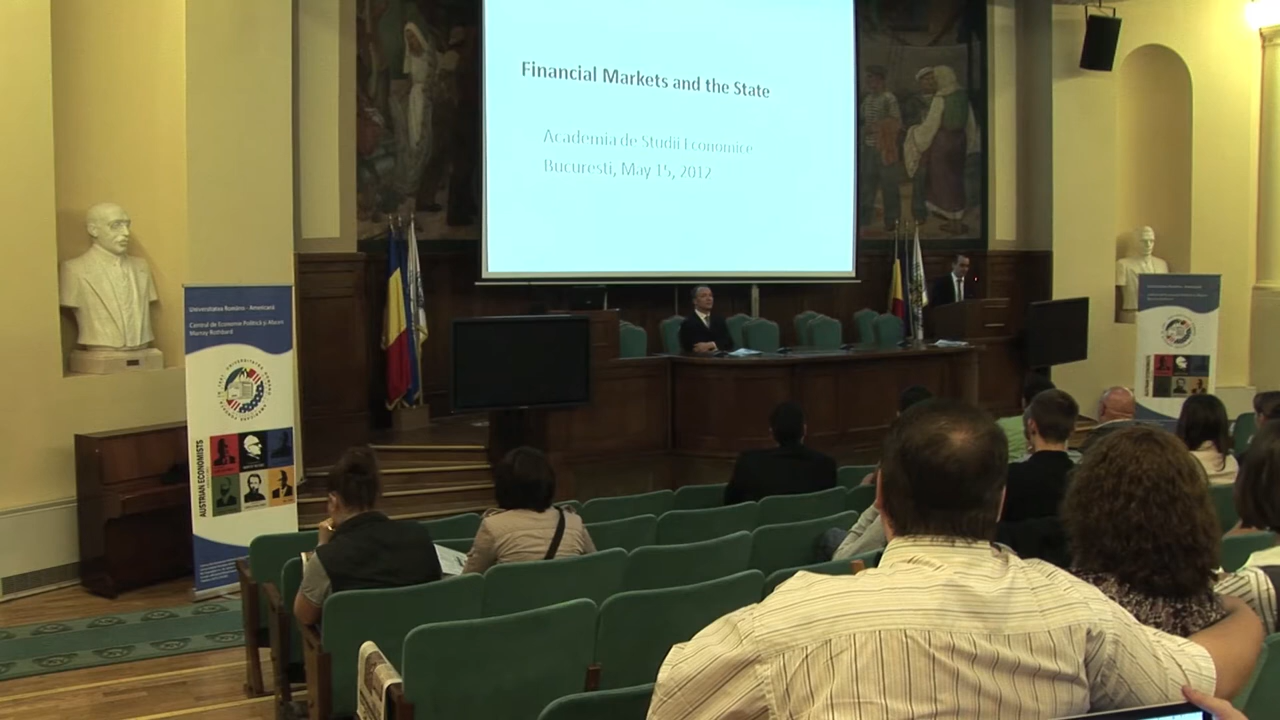 Financial Markets and the State
Academia de Studii Economice
Bucuresti, May 15, 2012
Universitatea Româno - Americană
Centrul de Economie Politică și Afaceri
Murray Rothbard
AUSTRIAN ECONOMISTS